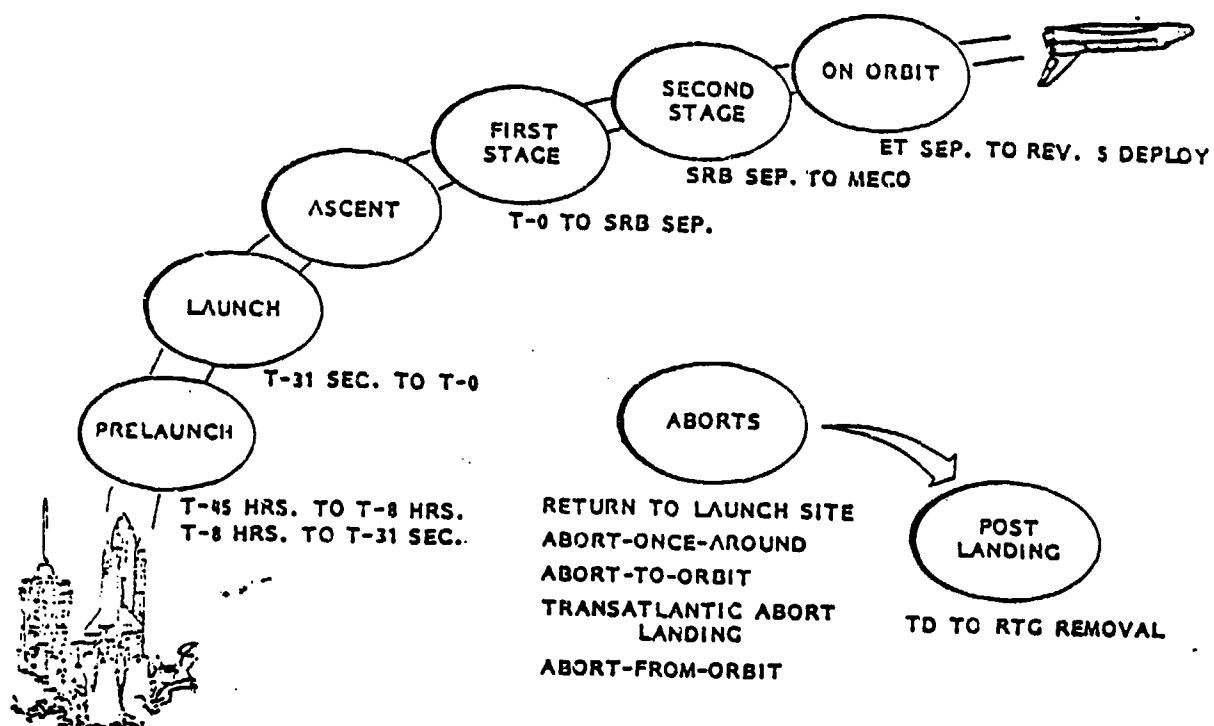 ON ORBIT
SECOND
STAGE
ET SEP. TO REV. 5 DEPLOY
FIRST
STAGE
SRB SEP. TO MECO
ASCENT
T-0 TO SRB SEP.
LAUNCH
T-31 SEC. TO T-0
PRELAUNCH
T-45 HRS. TO T-8 HRS.
T-8 HRS. TO T-31 SEC.
ABORTS
RETURN TO LAUNCH SITE
ABORT-ONCE-AROUND
ABORT-TO-ORBIT
TRANSATLANTIC ABORT
LANDING
ABORT-FROM-ORBIT
POST
LANDING
TD TO RTG REMOVAL